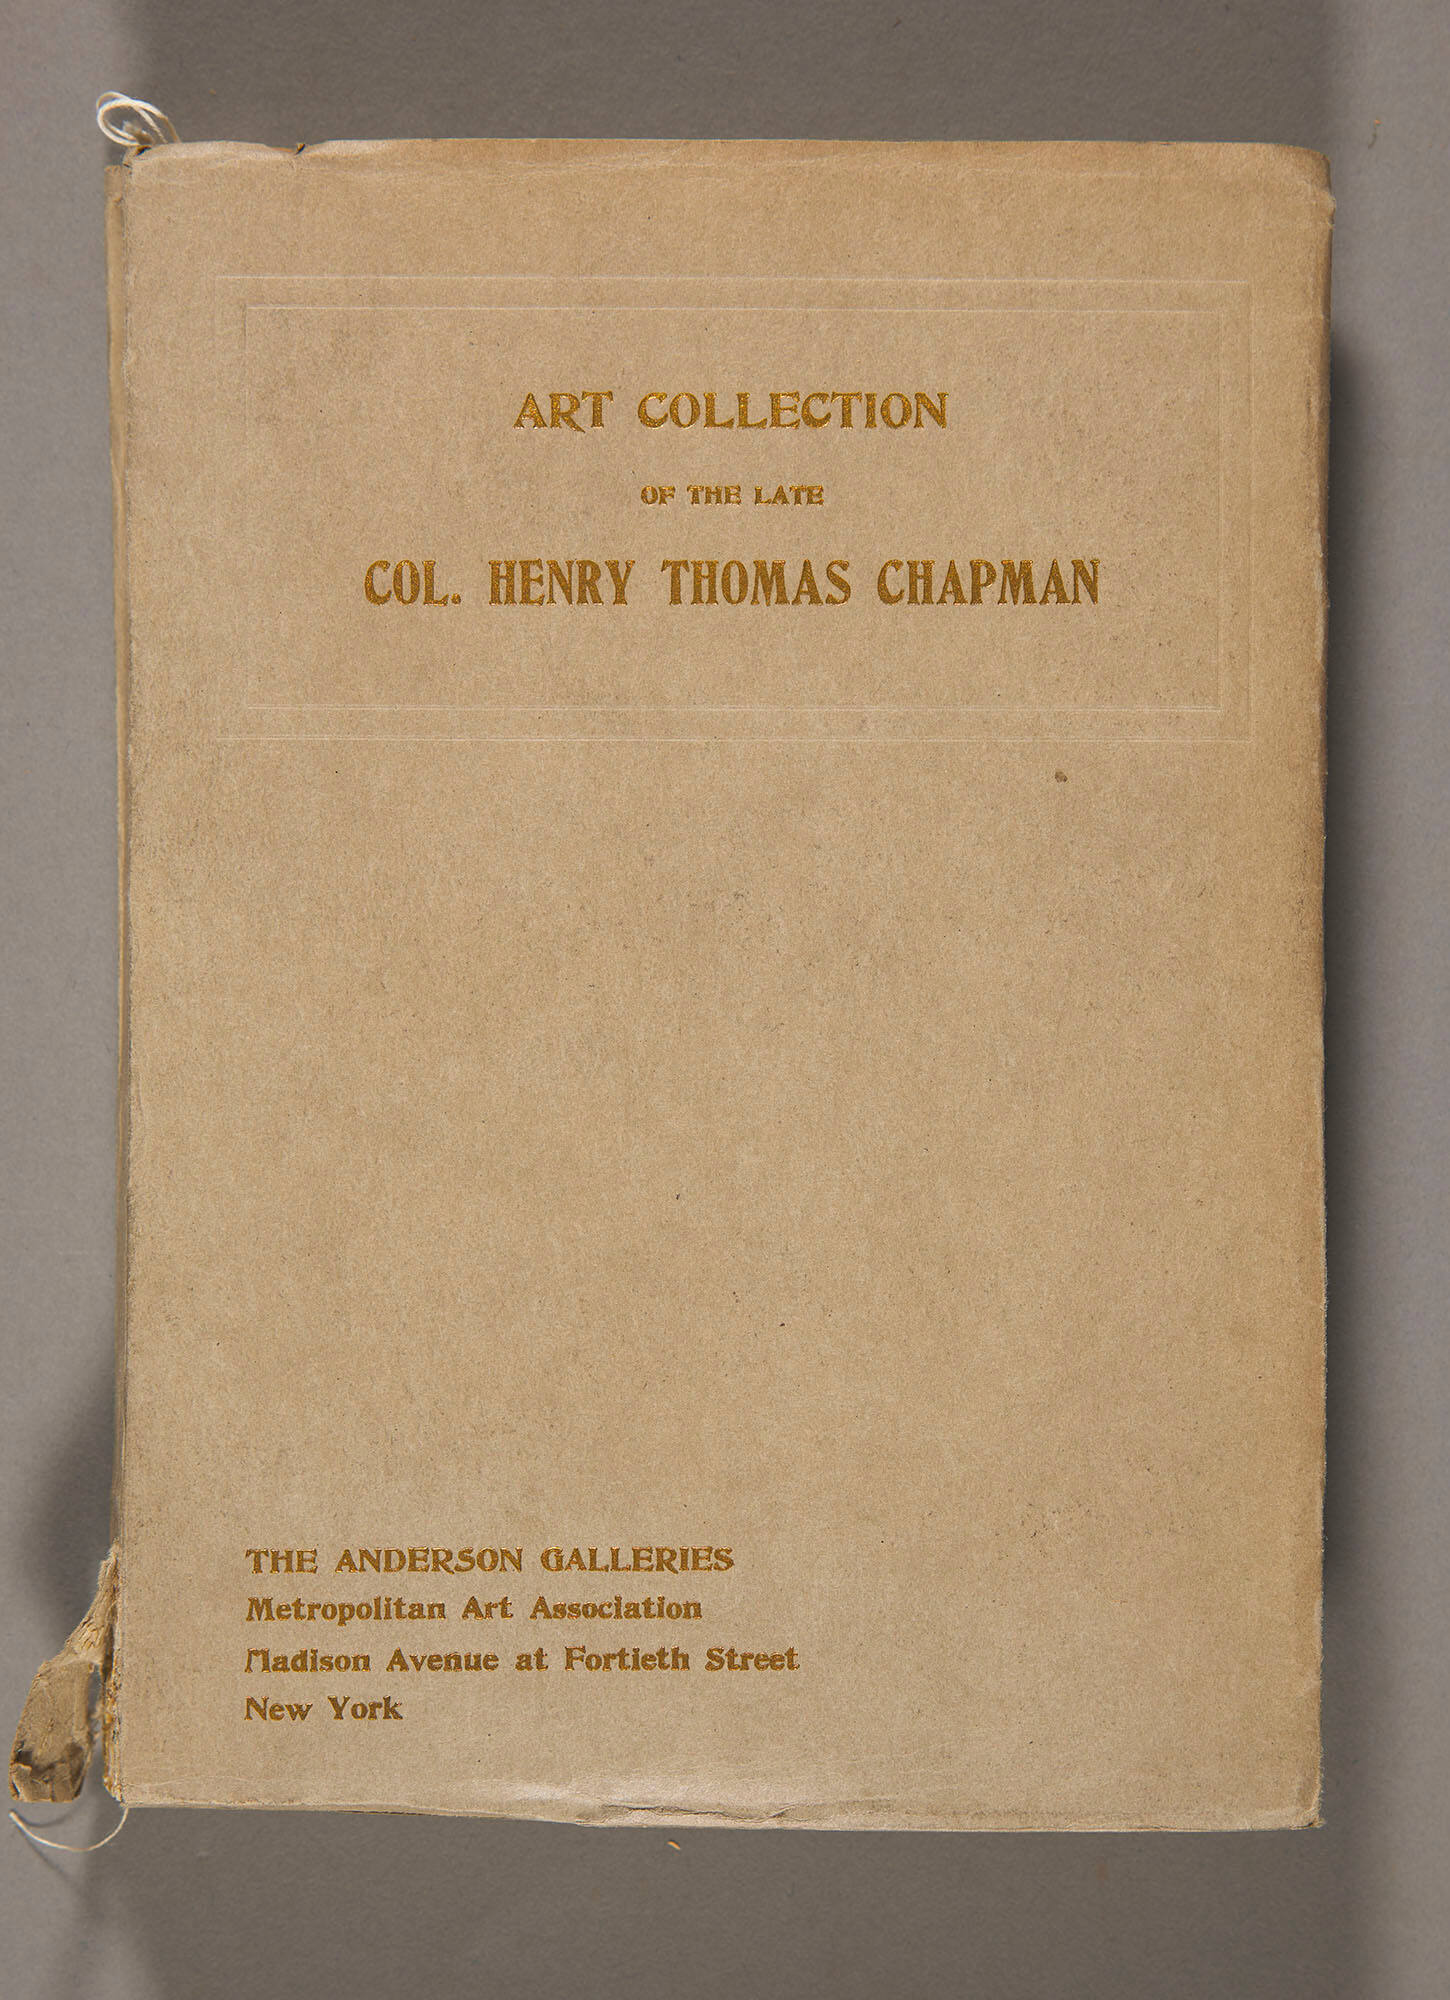 ART COLLECTION
OF THE LATE
COL. HENRY THOMAS CHAPMAN
THE ANDERSON GALLERIES
Metropolitan Art Association
Madison Avenue at Fortieth Street
New York